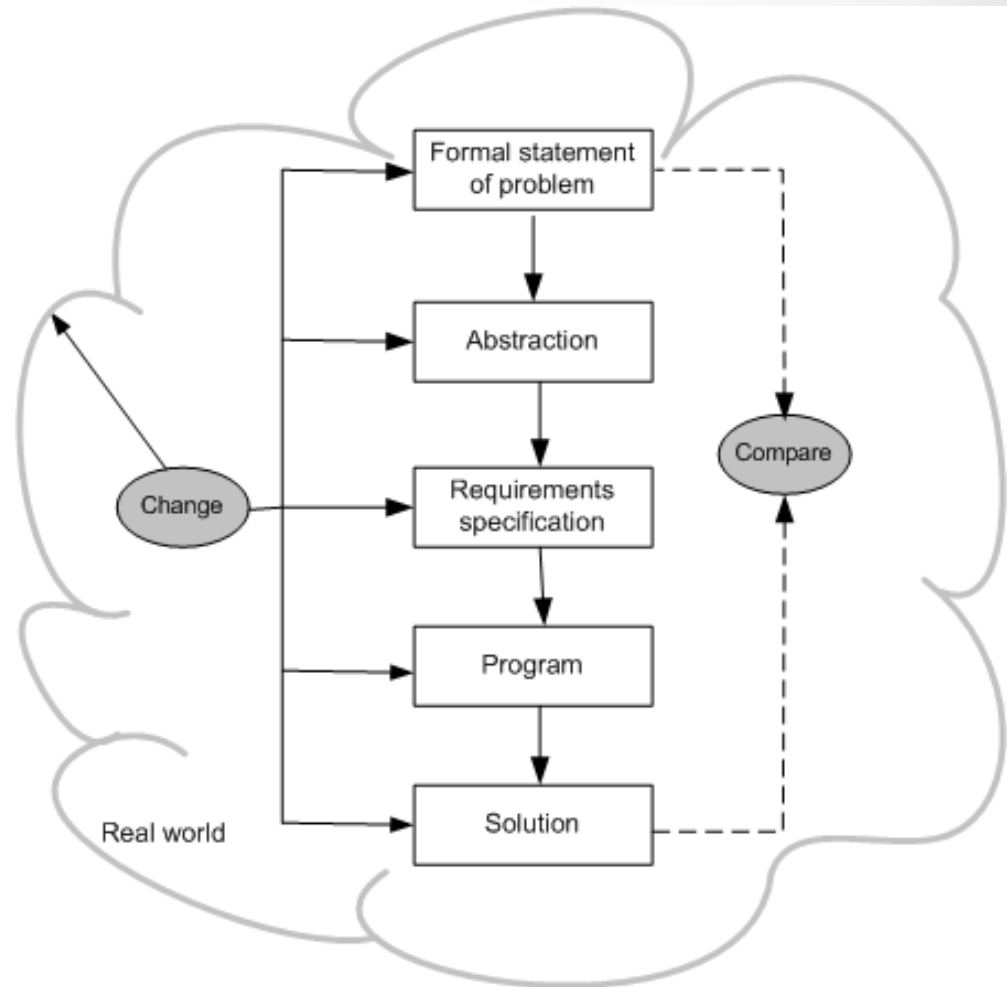 Formal statement
of problem
Abstraction
Compare
Change
Requirements
specification
Program
Solution
Real world